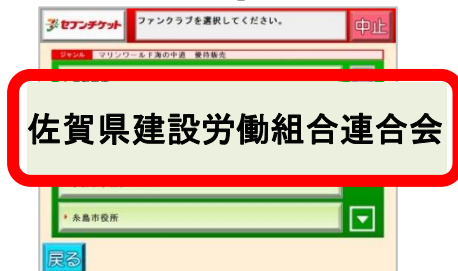 セブンチケット
ファンクラブを選択してください。
中止
ジャンル マリンワールド海の中道 優待販売
佐賀県建設労働組合連合会
糸島市役所
戻る